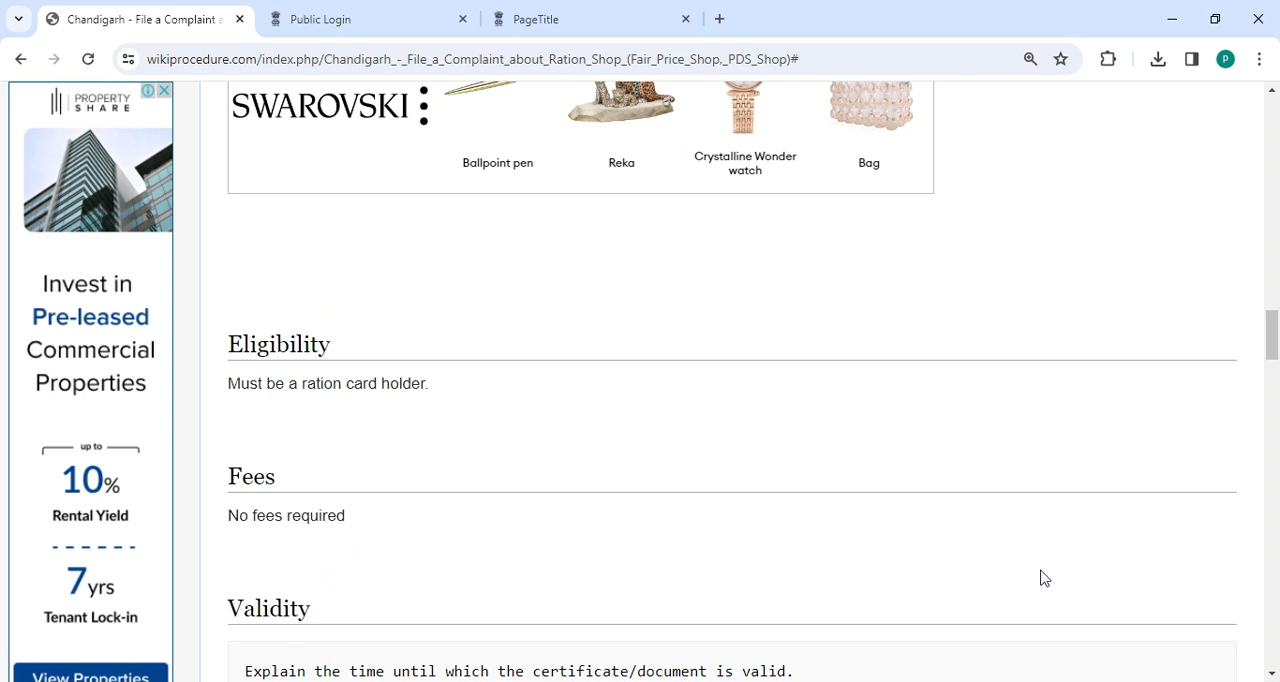 Chandigarh - File a Complaint a
Public Login
PageTitle
wikiprocedure.com/index.php/Chandigarh_-_File_a_Complaint_about_Ration_Shop_(Fair_Price_Shop,_PDS_Shop)#
P
PROPERTY
SHARE
SWAROVSKI
Ballpoint pen
Reka
Crystalline Wonder
watch
Bag
Invest in
Pre-leased
Commercial
Properties
up to
10%
Rental Yield
7yrs
Tenant Lock-in
View Properties
Eligibility
Must be a ration card holder.
Fees
No fees required
Validity
Explain the time until which the certificate/document is valid.